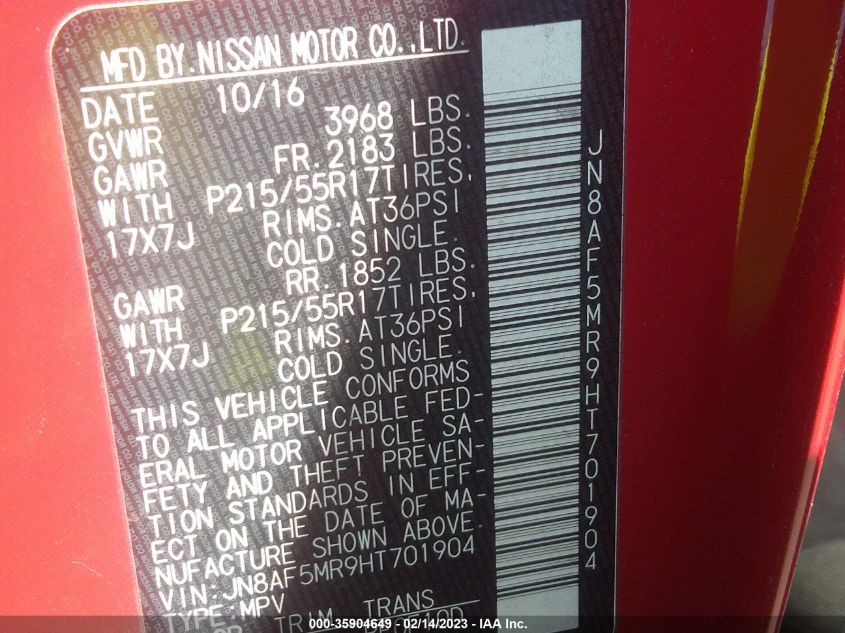 MFD BY.NISSAN MOTOR CO.,LTD.
DATE 10/16
GVWR 3968 LBS.
GAWR FR.2183 LBS.
WITH P215/55R17TIRES,
17X7J RIMS.AT36PSI
COLD SINGLE.
GAWR RR.1852 LBS.
WITH P215/55R17TIRES,
17X7J RIMS.AT36PSI
COLD SINGLE.
THIS VEHICLE CONFORMS
TO ALL APPLICABLE FED-
ERAL MOTOR VEHICLE SA-
FETY AND THEFT PREVEN-
TION STANDARDS IN EFF-
ECT ON THE DATE OF MA-
NUFACTURE SHOWN ABOVE.
VIN:JN8AF5MR9HT701904
TYPE:MPV
TRIM TRANS
JN8AF5MR9HT701904
000-35904649 - 02/14/2023 - IAA Inc.